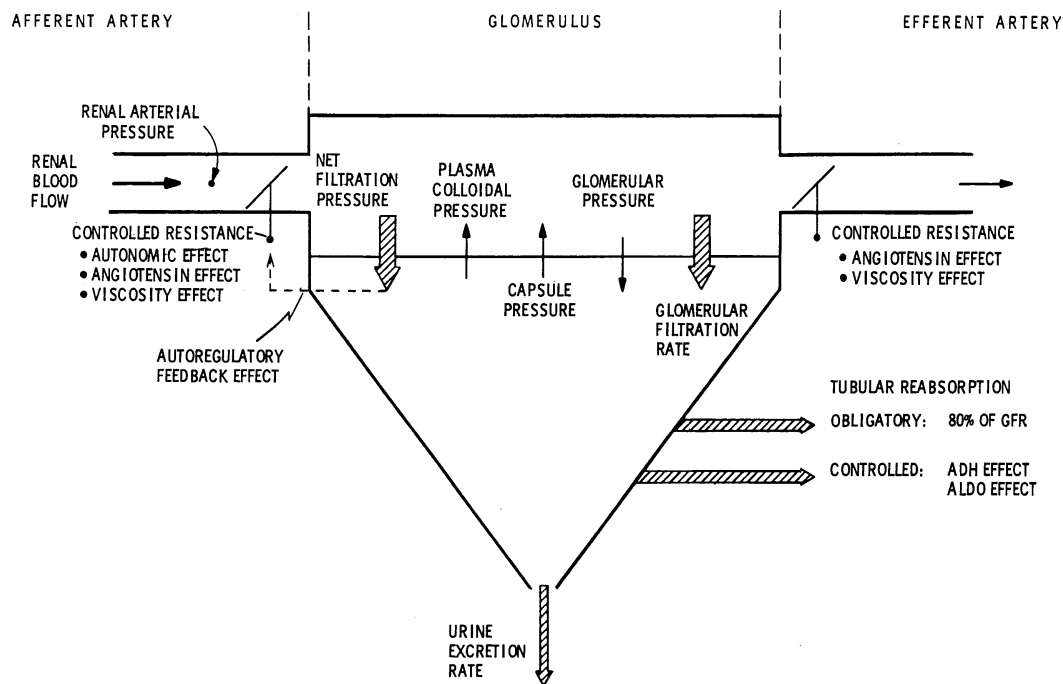 AFFERENT ARTERY
GLOMERULUS
EFFERENT ARTERY
RENAL ARTERIAL
PRESSURE
RENAL
BLOOD
FLOW
NET
FILTRATION
PRESSURE
PLASMA
COLLOIDAL
PRESSURE
GLOMERULAR
PRESSURE
CONTROLLED RESISTANCE
• AUTONOMIC EFFECT
• ANGIOTENSIN EFFECT
• VISCOSITY EFFECT
CONTROLLED RESISTANCE
• ANGIOTENSIN EFFECT
• VISCOSITY EFFECT
CAPSULE
PRESSURE
GLOMERULAR
FILTRATION
RATE
AUTOREGULATORY
FEEDBACK EFFECT
TUBULAR REABSORPTION
OBLIGATORY: 80% OF GFR
CONTROLLED: ADH EFFECT
ALDO EFFECT
URINE
EXCRETION
RATE